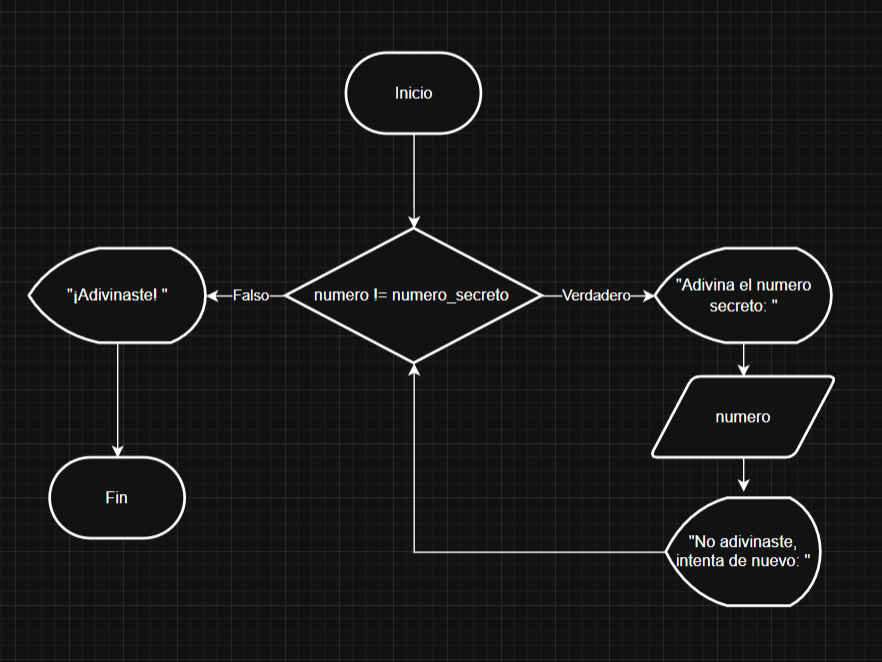 Inicio
"¡Adivinaste! "
Falso
numero != numero_secreto
Verdadero
"Adivina el numero
secreto: "
numero
Fin
"No adivinaste,
intenta de nuevo: "